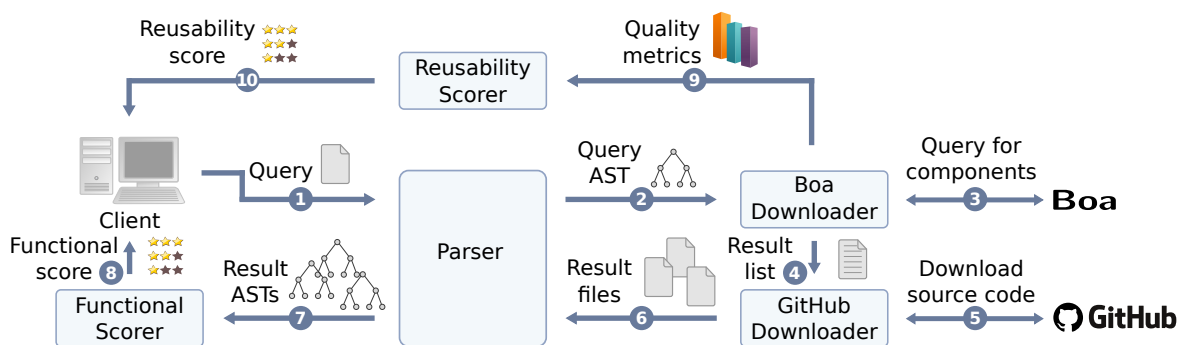 Reusability
score
10
Reusability
Scorer
Quality
metrics
9
Client
Query
1
Parser
Query
AST
2
Boa
Downloader
Query for
components
3
Boa
Result
list
4
GitHub
Downloader
Download
source code
5
GitHub
Result
files
6
Result
ASTs
7
Functional
Scorer
Functional
score
8